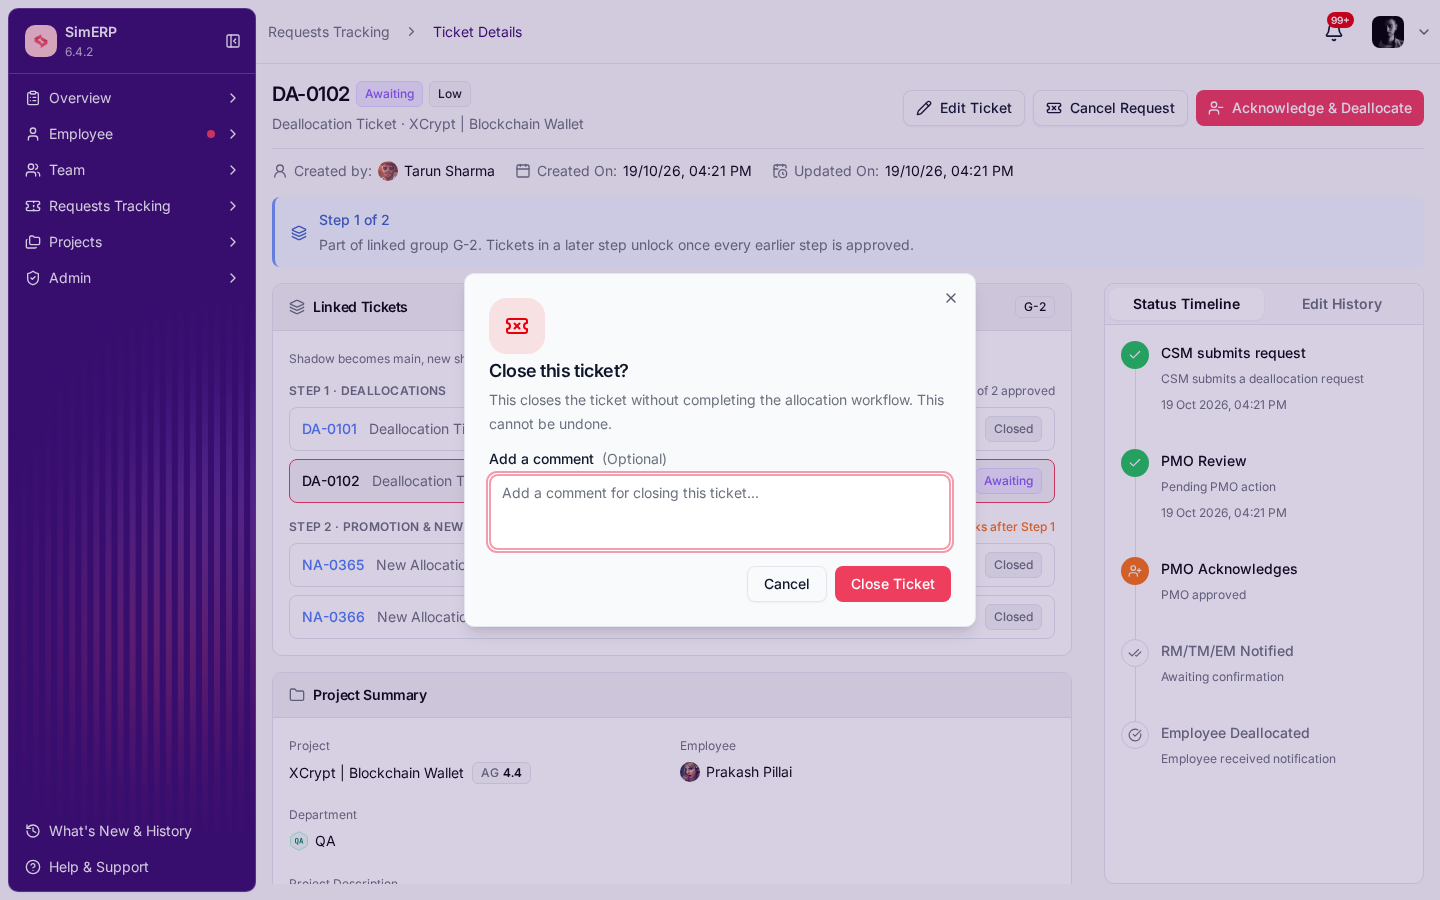 SimERP
6.4.2
Overview
Employee
Team
Requests Tracking
Projects
Admin
What's New & History
Help & Support
Requests Tracking
Ticket Details
99+
DA-0102
Awaiting
Low
Deallocation Ticket · XCrypt | Blockchain Wallet
Edit Ticket
Cancel Request
Acknowledge & Deallocate
Created by: Tarun Sharma
Created On: 19/10/26, 04:21 PM
Updated On: 19/10/26, 04:21 PM
Step 1 of 2
Part of linked group G-2. Tickets in a later step unlock once every earlier step is approved.
Linked Tickets
G-2
Shadow becomes main, new
STEP 1 · DEALLOCATIONS
of 2 approved
DA-0101 Deallocation
Closed
DA-0102 Deallocation
Awaiting
STEP 2 · PROMOTION & NEW
after Step 1
NA-0365 New
Closed
NA-0366 New
Closed
Close this ticket?
This closes the ticket without completing the allocation workflow. This
cannot be undone.
Add a comment (Optional)
Add a comment for closing this ticket...
Cancel
Close Ticket
Project Summary
Project
XCrypt | Blockchain Wallet
AG 4.4
Employee
Prakash Pillai
Department
QA QA
Project Description
Status Timeline
Edit History
CSM submits request
CSM submits a deallocation request
19 Oct 2026, 04:21 PM
PMO Review
Pending PMO action
19 Oct 2026, 04:21 PM
PMO Acknowledges
PMO approved
RM/TM/EM Notified
Awaiting confirmation
Employee Deallocated
Employee received notification